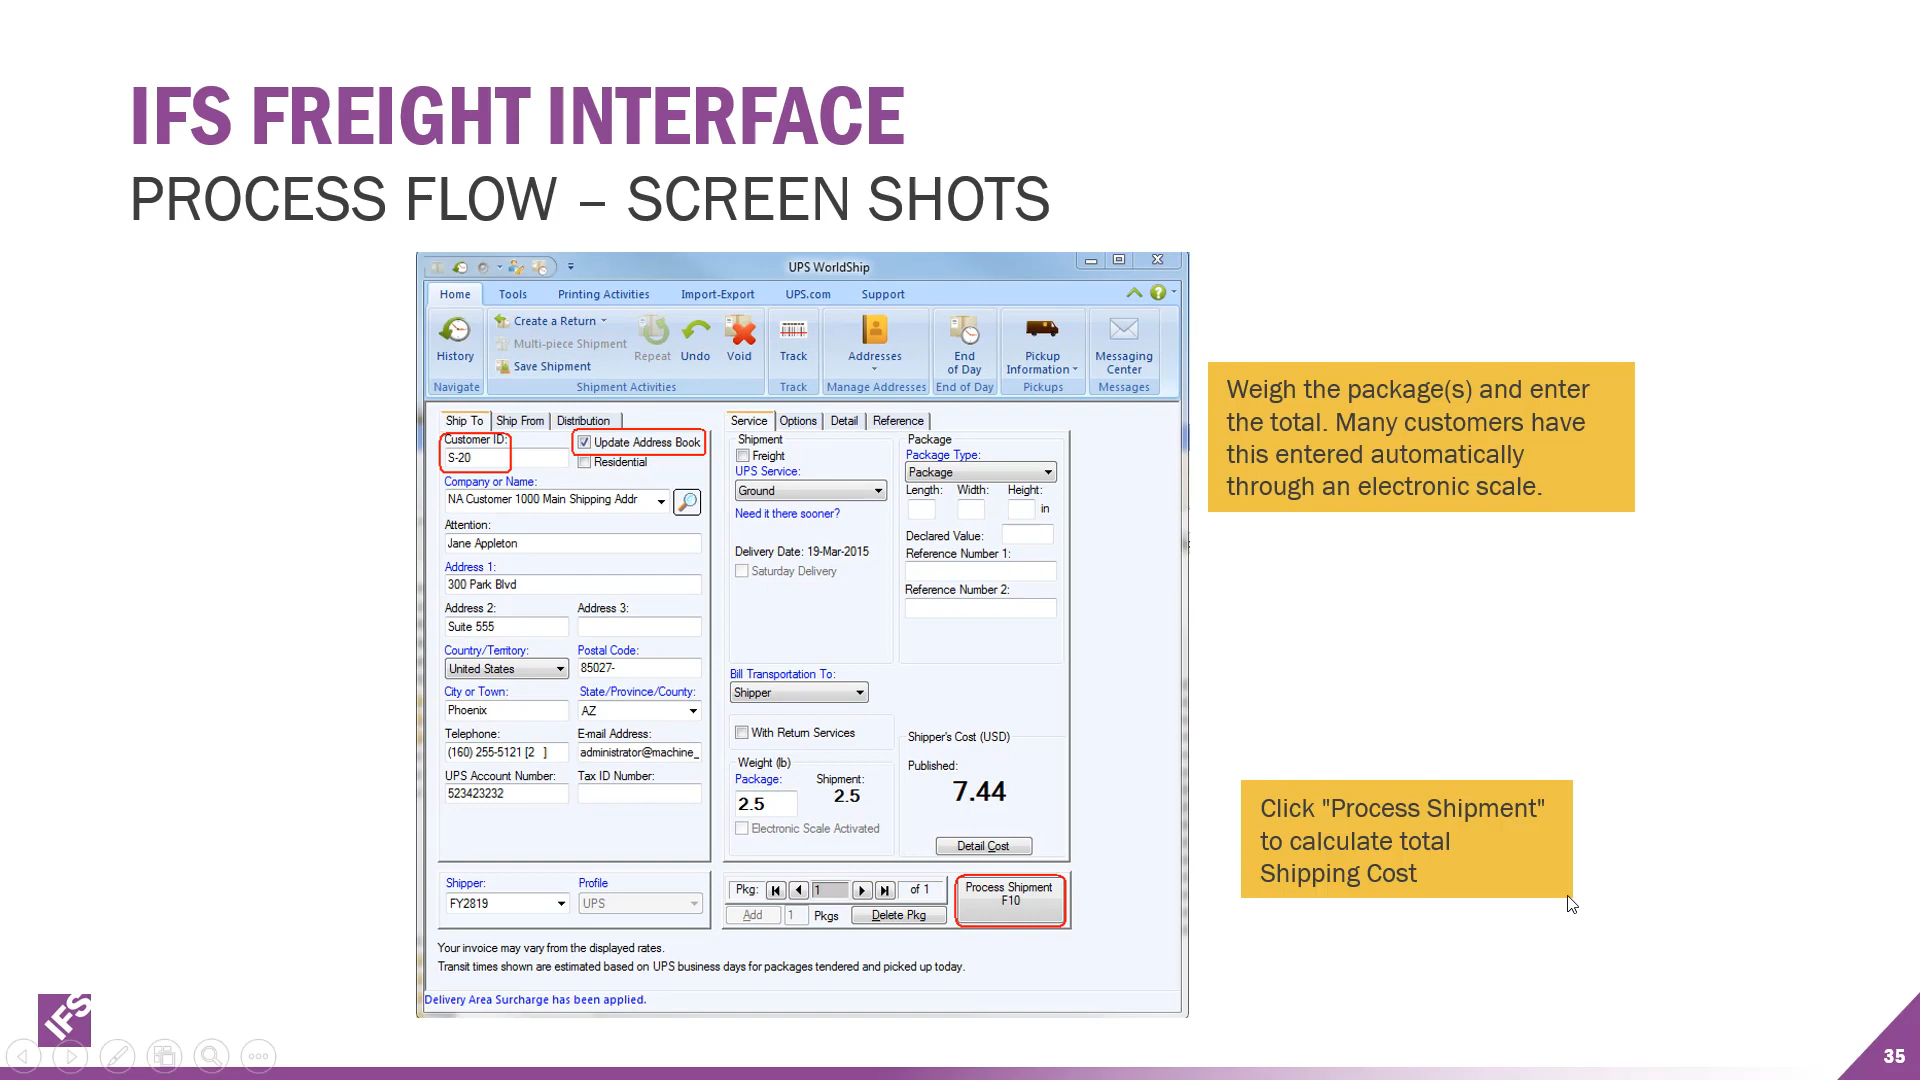 IFS FREIGHT INTERFACE
PROCESS FLOW – SCREEN SHOTS
UPS WorldShip
Home Tools Printing Activities Import-Export UPS.com Support
History
Navigate
Create a Return
Multi-piece Shipment
Save Shipment
Repeat Undo Void
Shipment Activities
Track
Track
Addresses
Manage Addresses
End
of Day
End of Day
Pickup
Information
Pickups
Messaging
Center
Messages
Ship To Ship From Distribution
Customer ID:
S-20
Update Address Book
Residential
Company or Name:
NA Customer 1000 Main Shipping Addr
Attention:
Jane Appleton
Address 1:
300 Park Blvd
Address 2: Address 3:
Suite 555
Country/Territory: Postal Code:
United States 85027-
City or Town: State/Province/County:
Phoenix AZ
Telephone: E-mail Address:
(160) 255-5121 [2 ] administrator@machine_
UPS Account Number: Tax ID Number:
523423232
Shipper: Profile
FY2819 UPS
Service Options Detail Reference
Shipment
Freight
UPS Service:
Ground
Need it there sooner?
Delivery Date: 19-Mar-2015
Saturday Delivery
Package
Package Type:
Package
Length: Width: Height:
in
Declared Value:
Reference Number 1:
Reference Number 2:
Bill Transportation To:
Shipper
With Return Services
Weight (lb)
Package: Shipment:
2.5 2.5
Electronic Scale Activated
Shipper's Cost (USD)
Published:
7.44
Detail Cost
Pkg: 1 of 1
Add 1 Pkgs Delete Pkg
Process Shipment
F10
Your invoice may vary from the displayed rates.
Transit times shown are estimated based on UPS business days for packages tendered and picked up today.
Delivery Area Surcharge has been applied.
Weigh the package(s) and enter
the total. Many customers have
this entered automatically
through an electronic scale.
Click "Process Shipment"
to calculate total
Shipping Cost
IFS
35